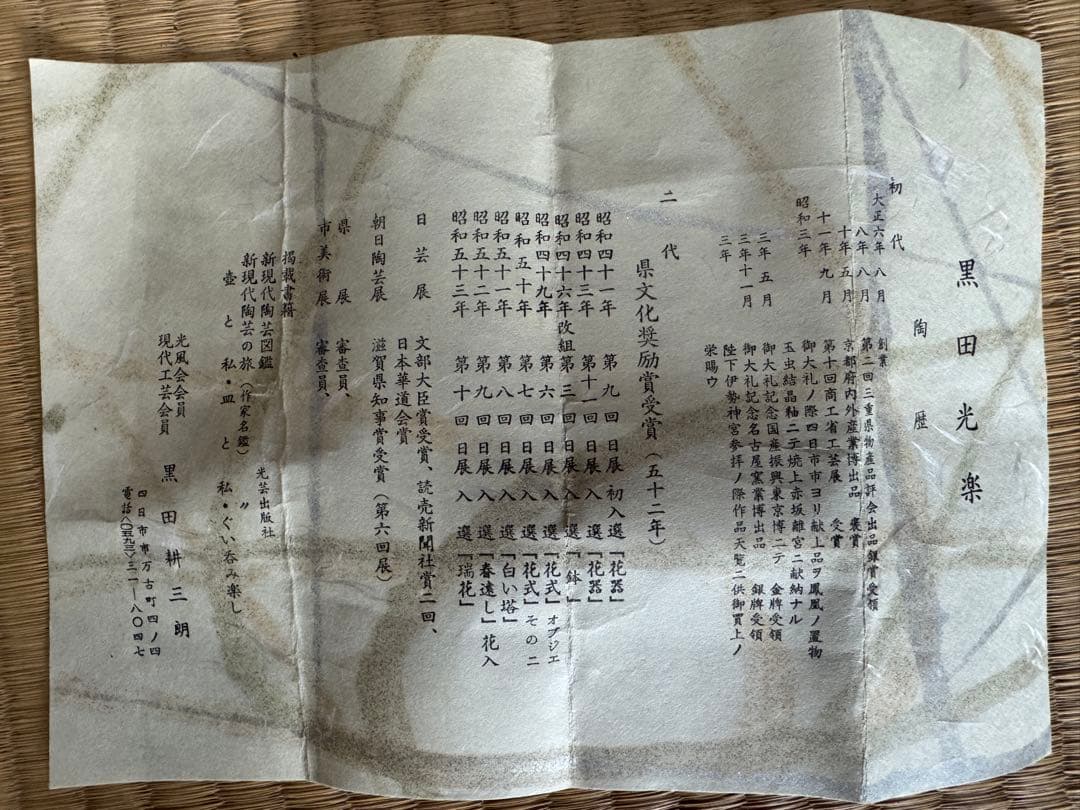 黒田光楽
陶歴
初代
大正六年八月 創業
八年八月 第二回三重県物産品評会出品銀賞受領
十年五月 京都府内外産業博出品 褒賞
十一年九月 第十回商工省工芸展 受賞
昭和三年 御大礼ノ際四日市市ヨリ献上品ヲ鳳凰ノ置物
玉虫結晶釉ニテ焼上赤坂離宮ニ献納ナル
三年五月 御大礼記念国産振興東京博ニテ 金牌受領
三年十一月 御大礼記念名古屋窯業博出品 銀牌受領
三年 陛下伊勢神宮参拝ノ際作品天覧ニ供御買上ノ
栄賜ウ
二代
県文化奨励賞受賞(五十二年)
昭和四十一年 第九回日展初入選「花器」
昭和四十三年 第十一回日展入選「花器」
昭和四十六年改組 第三回日展入選「鉢」
昭和四十九年 第六回日展入選「花式」オブジエ
昭和五十年 第七回日展入選「花式」その二
昭和五十一年 第八回日展入選「白い塔」
昭和五十二年 第九回日展入選「春遠し」花入
昭和五十三年 第十回日展入選「瑞花」
日芸展 文部大臣賞受賞、読売新聞社賞二回、
日本華道会賞
朝日陶芸展 滋賀県知事賞受賞(第六回展)
県展 審査員、
市美術展 審査員、
掲載書籍
新現代陶芸図鑑 光芸出版社
新現代陶芸の旅(作家名鑑) 〃
壺と私・皿と私・ぐい呑み楽し
光風会会員
現代工芸会員 黒田耕三朗
四日市市万古町四ノ四
電話〈〇五九三〉三一―八〇四七